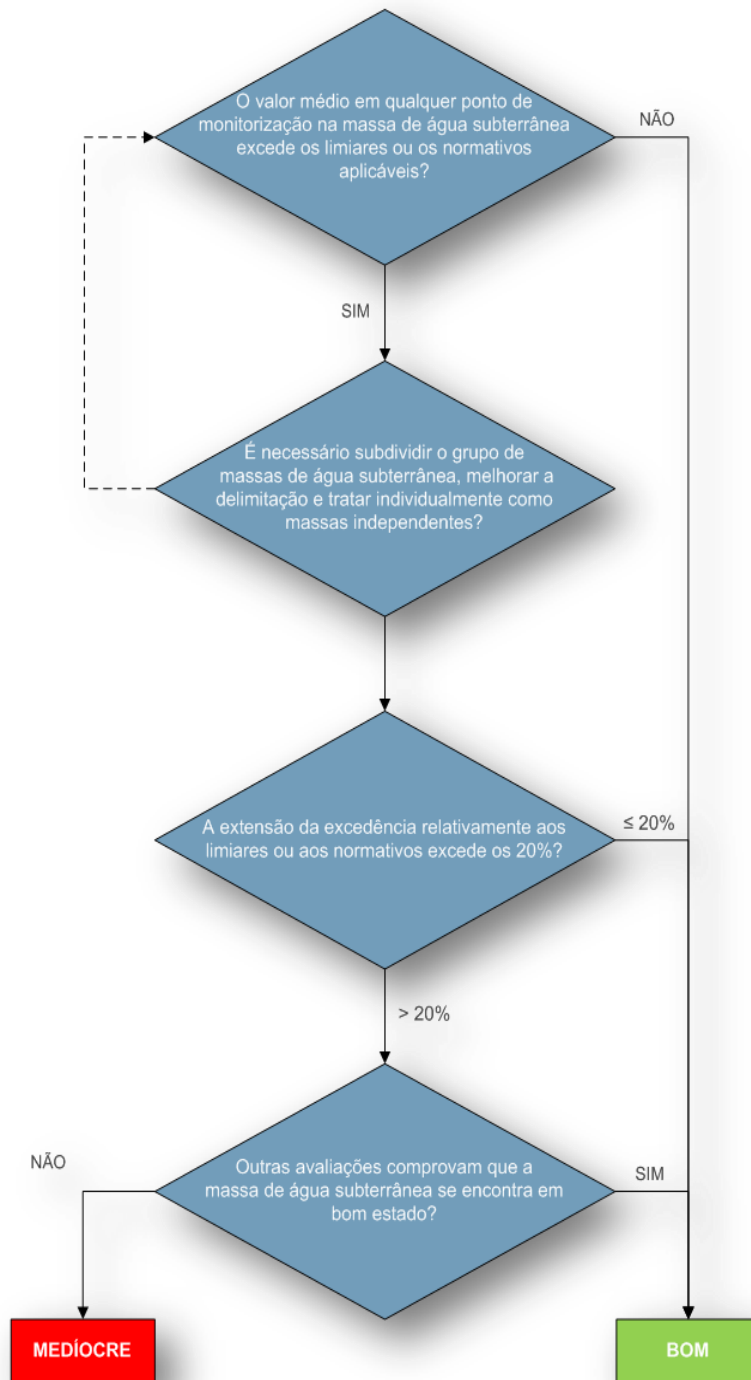 O valor médio em qualquer ponto de
monitorização na massa de água subterrânea
excede os limiares ou os normativos
aplicáveis?
NÃO
SIM
É necessário subdividir o grupo de
massas de água subterrânea, melhorar a
delimitação e tratar individualmente como
massas independentes?
A extensão da excedência relativamente aos
limiares ou aos normativos excede os 20%?
≤ 20%
> 20%
Outras avaliações comprovam que a
massa de água subterrânea se encontra em
bom estado?
NÃO
SIM
MEDÍOCRE
BOM